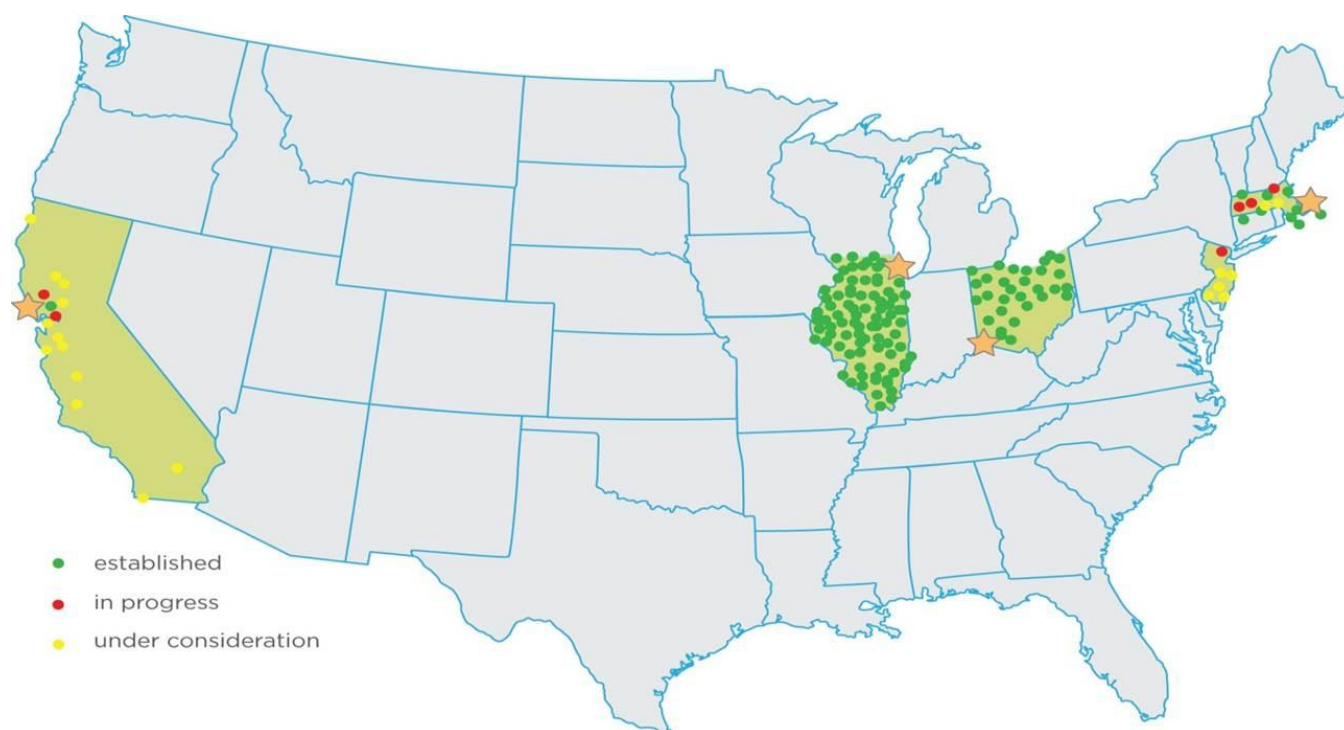 established
in progress
under consideration